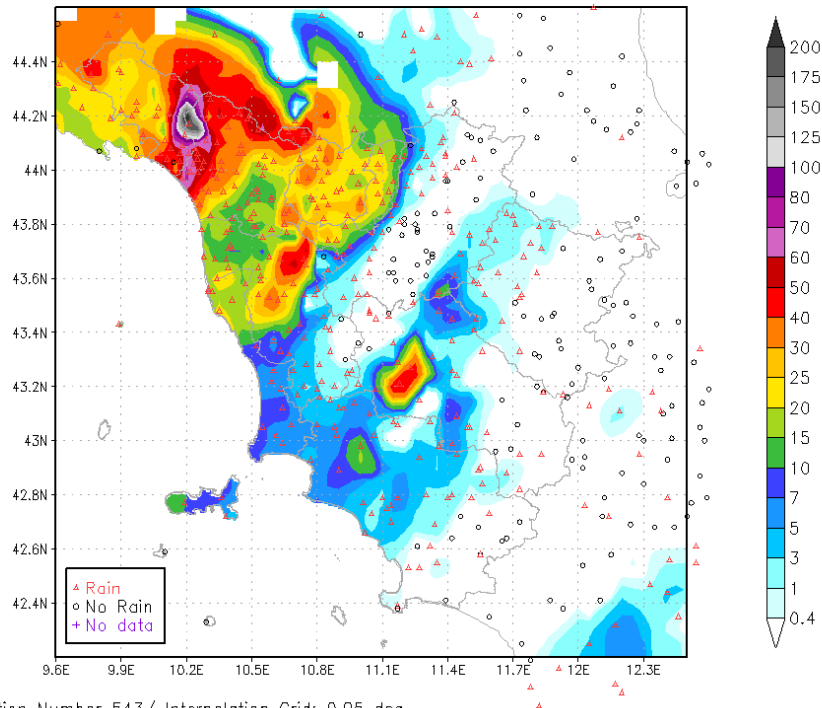 44.4N
44.2N
44N
43.8N
43.6N
43.4N
43.2N
43N
42.8N
42.6N
42.4N
9.6E 9.9E 10.2E 10.5E 10.8E 11.1E 11.4E 11.7E 12E 12.3E
Rain
No Rain
No data
200
175
150
120
100
80
70
60
50
40
30
25
20
15
10
7
5
3
1
0.4
Number 543/ Interpolation Grid: 0.05 deg